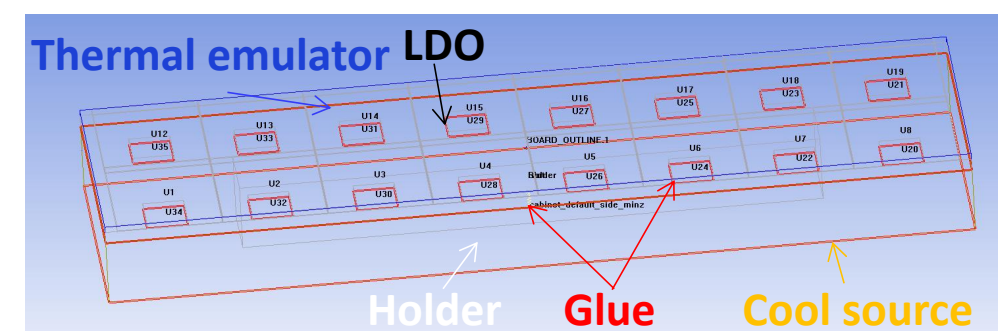 Thermal emulator LDO
U19
U18
U21
U17
U23
U16
U25
U15
U27
U14
U29
U13
U31
U12
U33
U35
BOARD_OUTLINE.1
U8
U7
U20
U6
U22
U5
U24
U4
U26
U3
U28
U2
U30
U1
U32
U34
cabinet_default_side_minz
Holder Glue Cool source